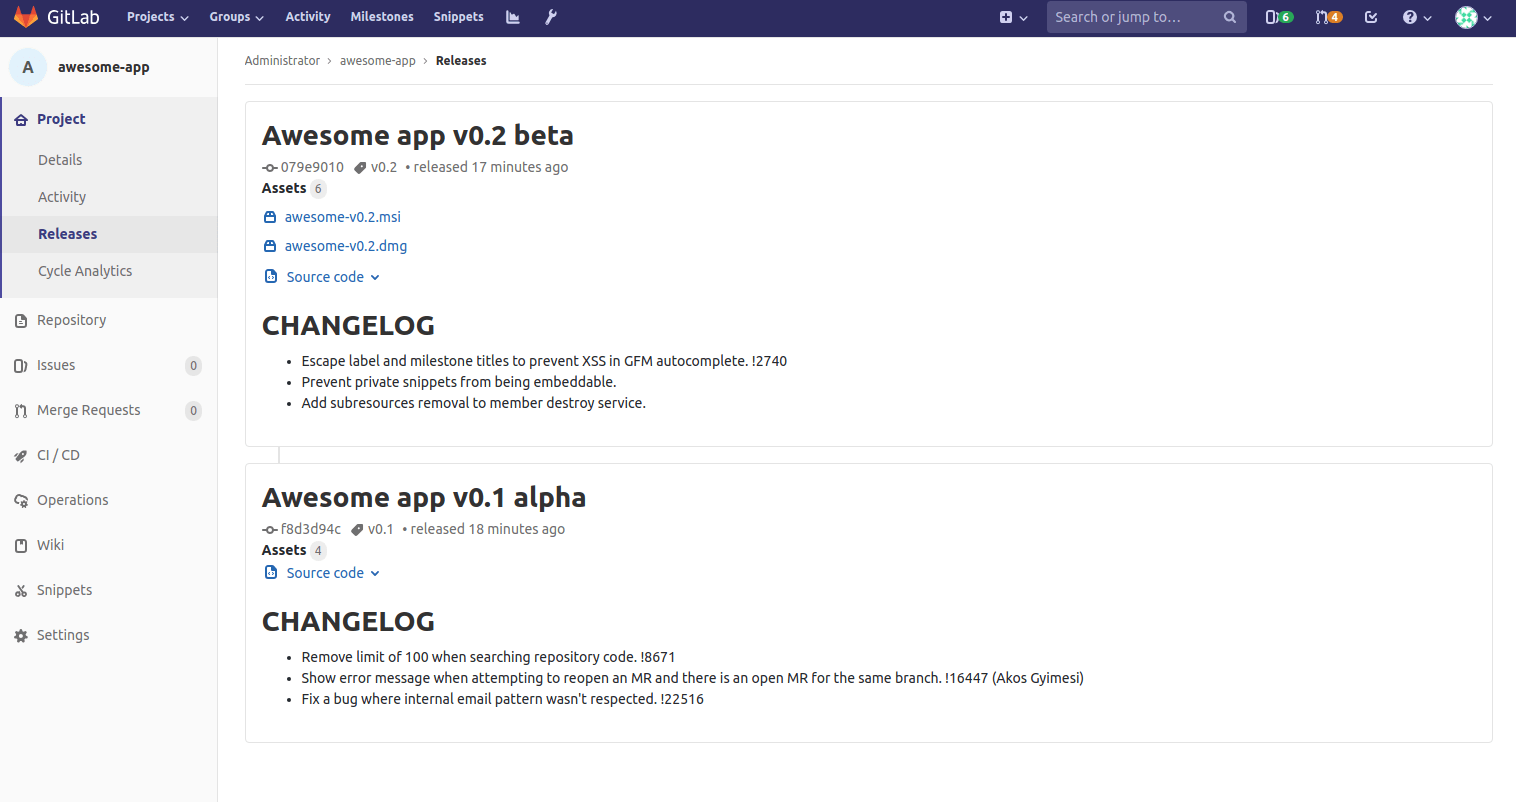 GitLab Projects Groups Activity Milestones Snippets Search or jump to... 6 4
A awesome-app
Project
Details
Activity
Releases
Cycle Analytics
Repository
Issues 0
Merge Requests 0
CI / CD
Operations
Wiki
Snippets
Settings
Administrator › awesome-app › Releases
Awesome app v0.2 beta
079e9010 v0.2 • released 17 minutes ago
Assets 6
awesome-v0.2.msi
awesome-v0.2.dmg
Source code
CHANGELOG
• Escape label and milestone titles to prevent XSS in GFM autocomplete. !2740
• Prevent private snippets from being embeddable.
• Add subresources removal to member destroy service.
Awesome app v0.1 alpha
f8d3d94c v0.1 • released 18 minutes ago
Assets 4
Source code
CHANGELOG
• Remove limit of 100 when searching repository code. !8671
• Show error message when attempting to reopen an MR and there is an open MR for the same branch. !16447 (Akos Gyimesi)
• Fix a bug where internal email pattern wasn't respected. !22516